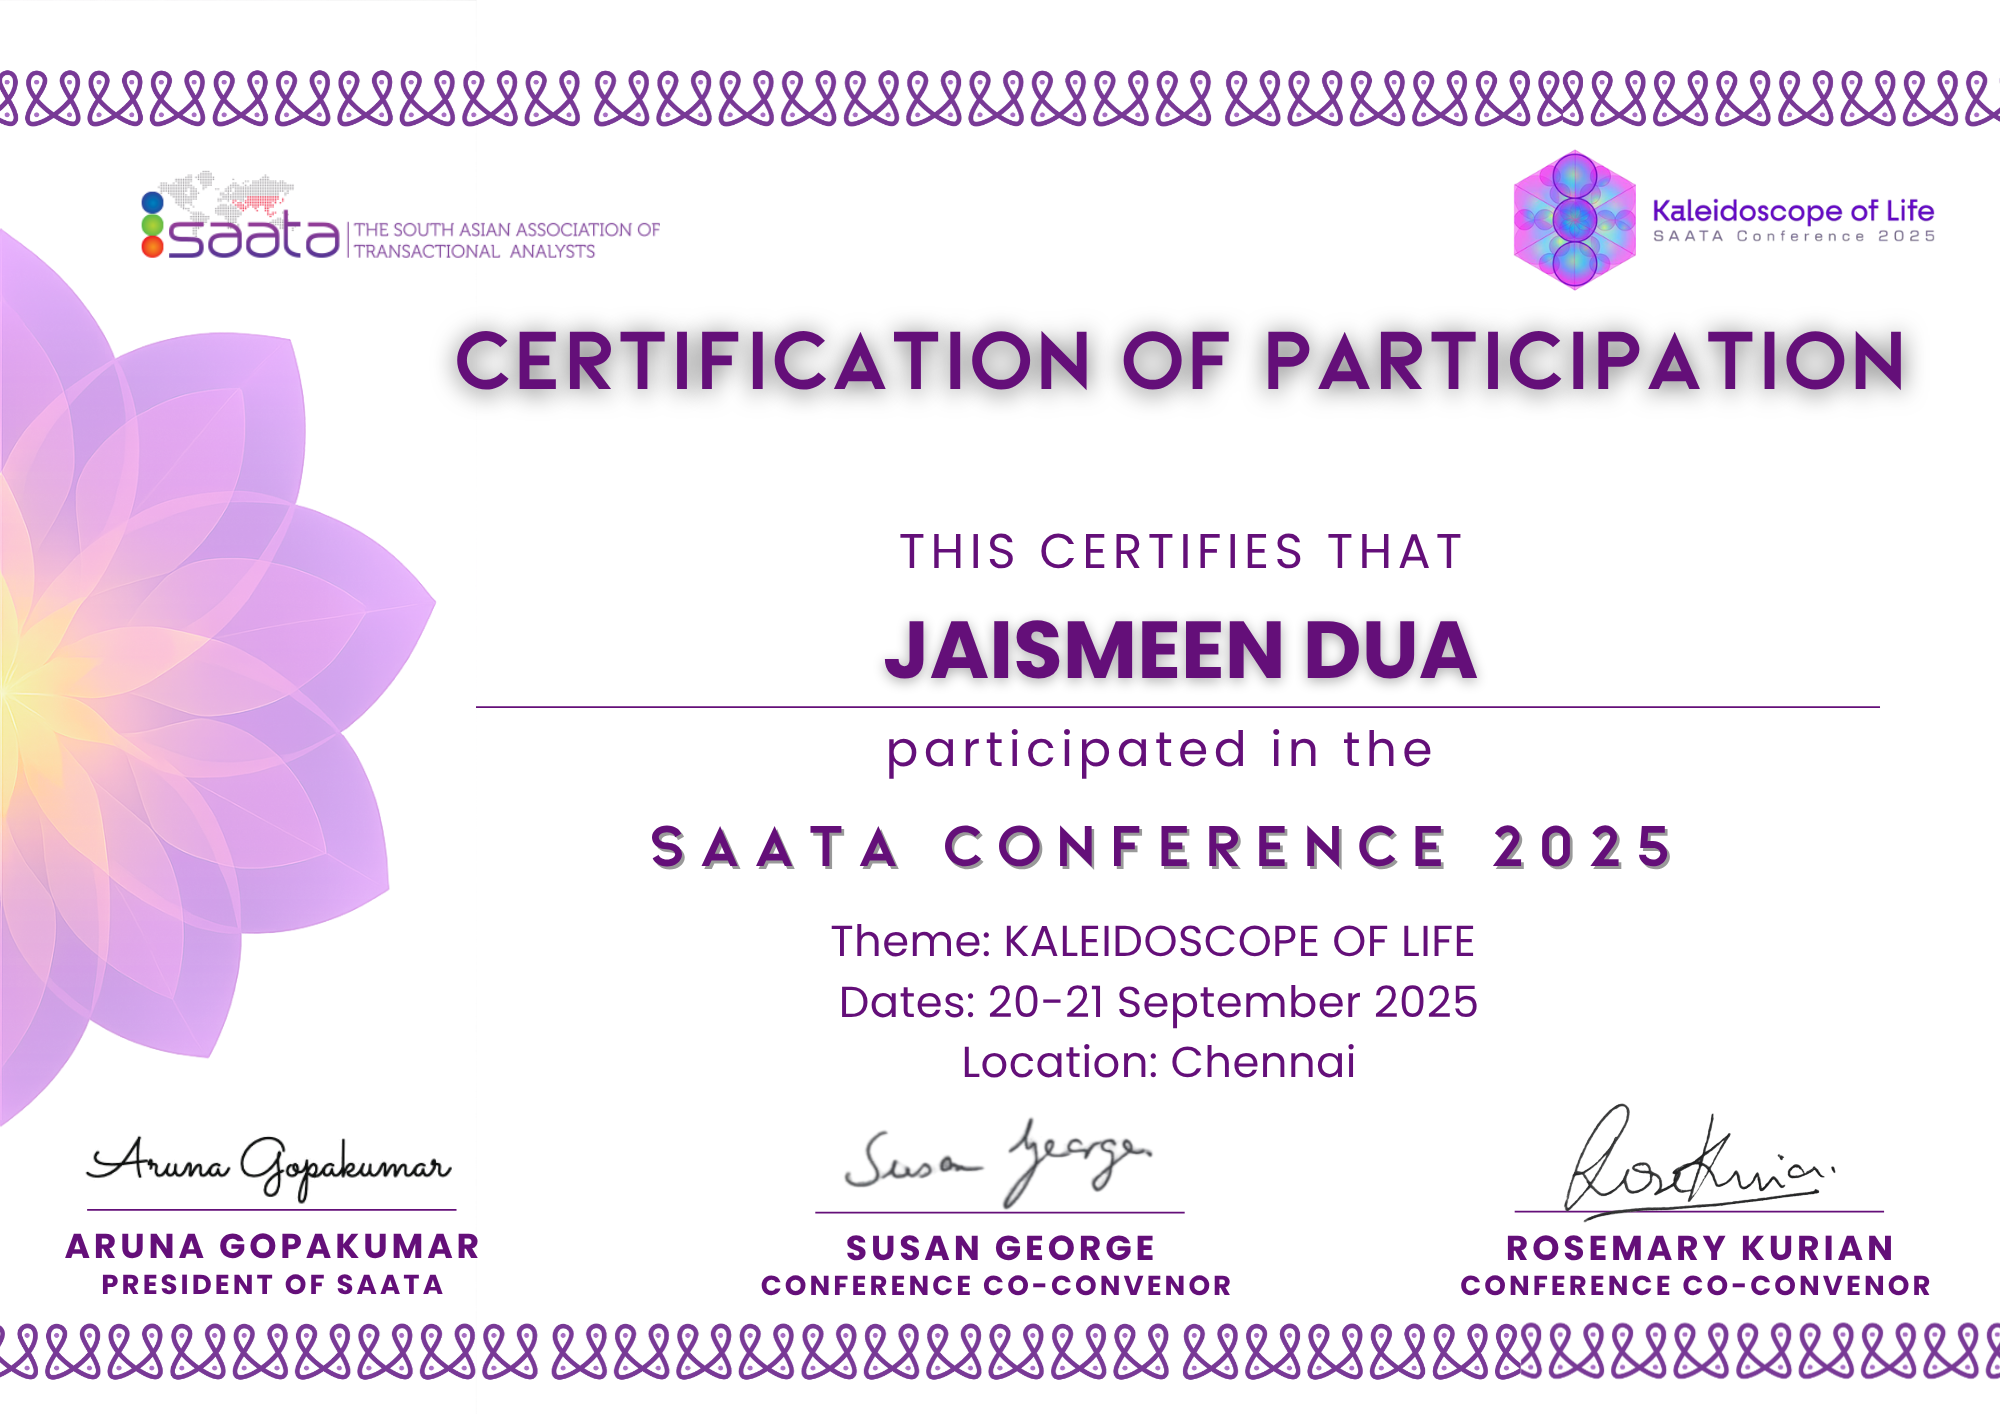 saata
THE SOUTH ASIAN ASSOCIATION OF
TRANSACTIONAL ANALYSTS
Kaleidoscope of Life
SAATA Conference 2025
CERTIFICATION OF PARTICIPATION
THIS CERTIFIES THAT
JAISMEEN DUA
participated in the
SAATA CONFERENCE 2025
Theme: KALEIDOSCOPE OF LIFE
Dates: 20-21 September 2025
Location: Chennai
Aruna Gopakumar
Susan George
RoseKurian
ARUNA GOPAKUMAR
PRESIDENT OF SAATA
SUSAN GEORGE
CONFERENCE CO-CONVENOR
ROSEMARY KURIAN
CONFERENCE CO-CONVENOR